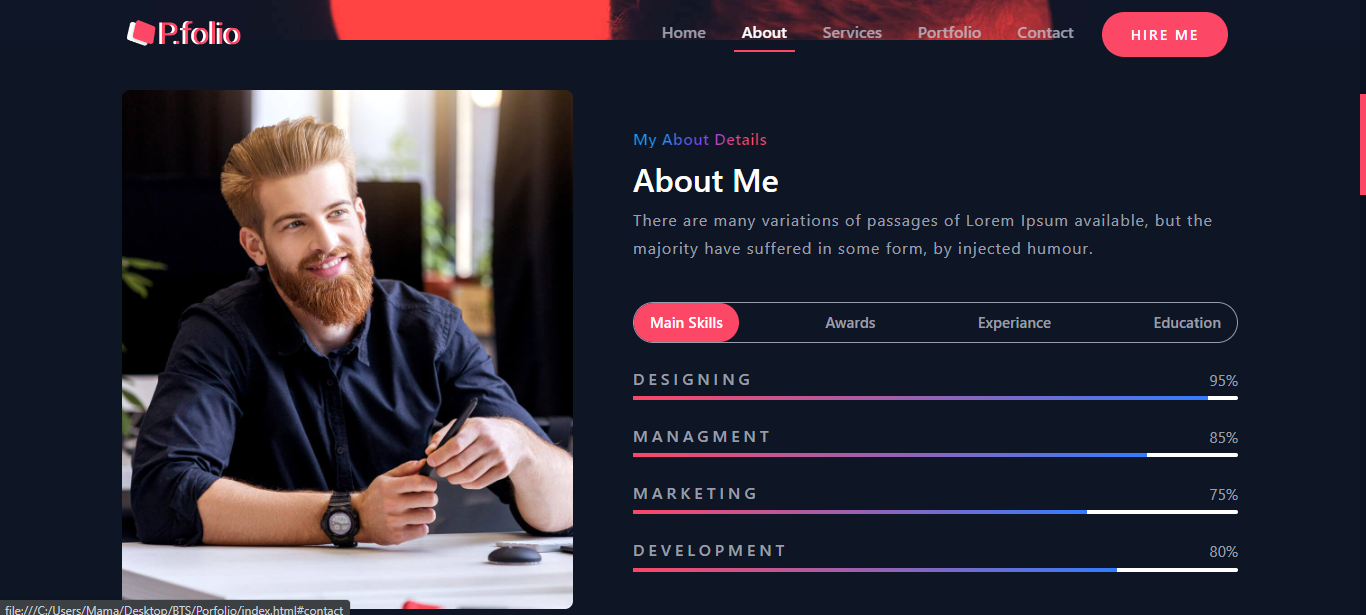 P.folio
Home About Services Portfolio Contact HIRE ME
My About Details
About Me
There are many variations of passages of Lorem Ipsum available, but the
majority have suffered in some form, by injected humour.
Main Skills Awards Experiance Education
DESIGNING 95%
MANAGMENT 85%
MARKETING 75%
DEVELOPMENT 80%
file:///C:/Users/Mama/Desktop/BTS/Porfolio/index.html#contact